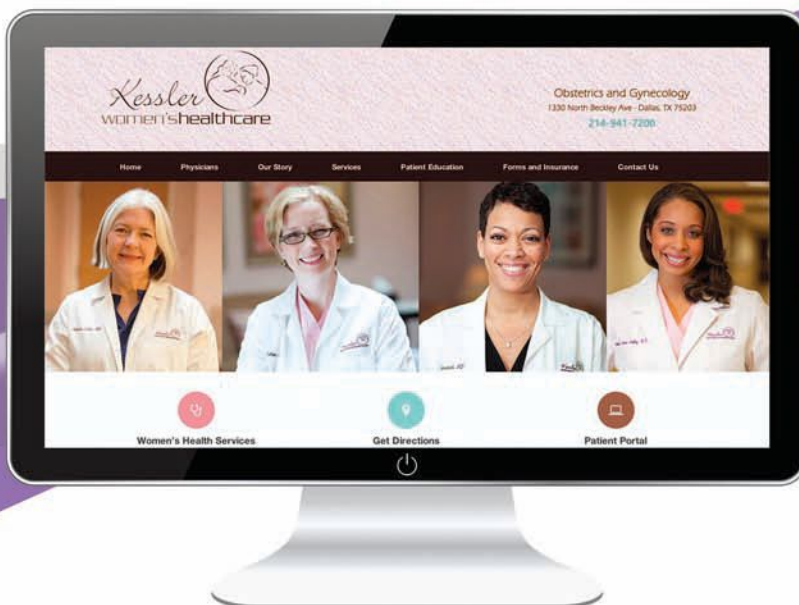 Kessler
women'shealthcare
Obstetrics and Gynecology
1330 North Beckley Ave - Dallas, TX 75203
214-941-7200
Home Physicians Our Story Services Patient Education Forms and Insurance Contact Us
Women's Health Services Get Directions Patient Portal